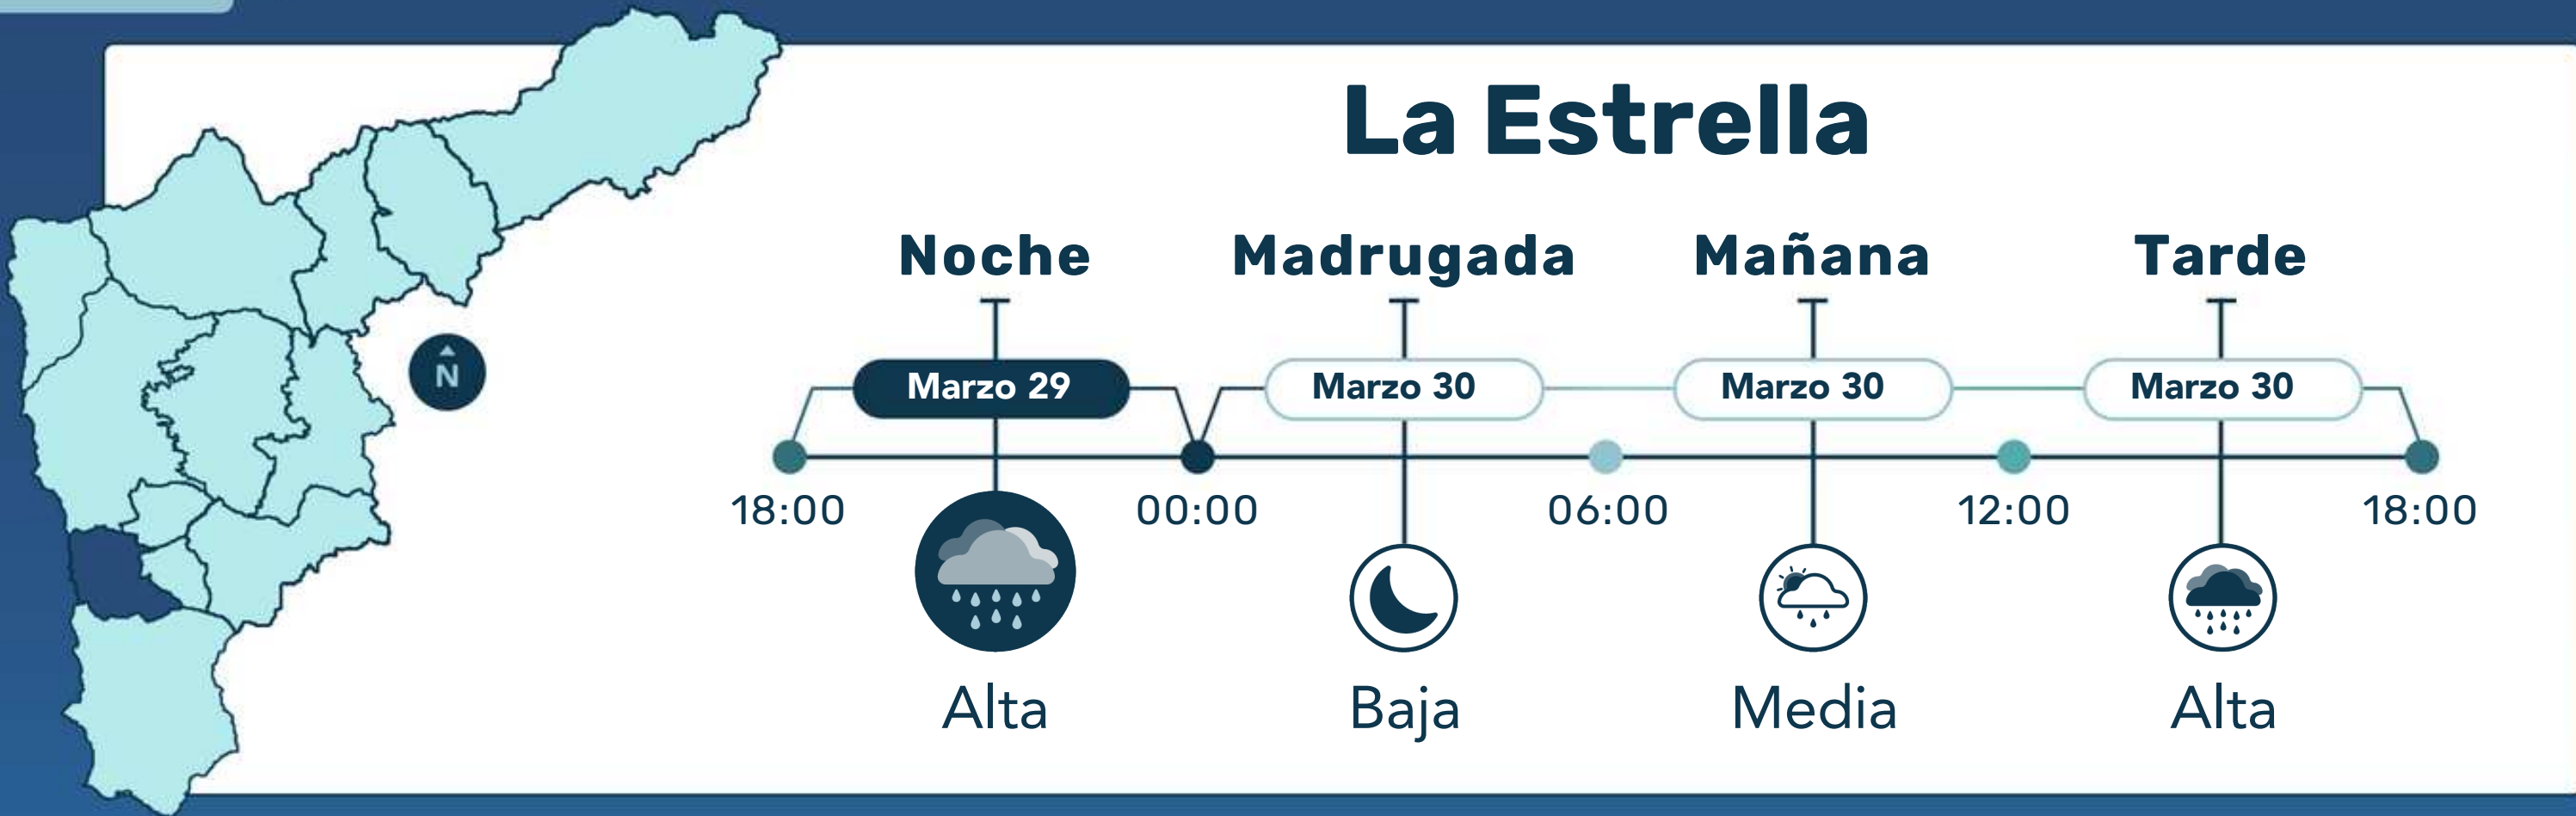 La Estrella
Noche Madrugada Mañana Tarde
N
Marzo 29 Marzo 30 Marzo 30 Marzo 30
18:00 00:00 06:00 12:00 18:00
Alta Baja Media Alta